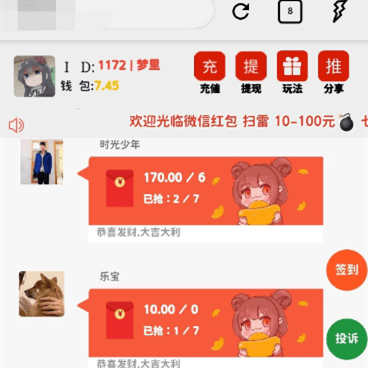 8
I D: 1172 | 梦里
钱 包:7.45
充 提 推
充值 提现 玩法 分享
欢迎光临微信红包 扫雷 10-100元
时光少年
¥
170.00 / 6
已抢：2 / 7
恭喜发财,大吉大利
签到
乐宝
¥
10.00 / 0
已抢：1 / 7
投诉
恭喜发财,大吉大利